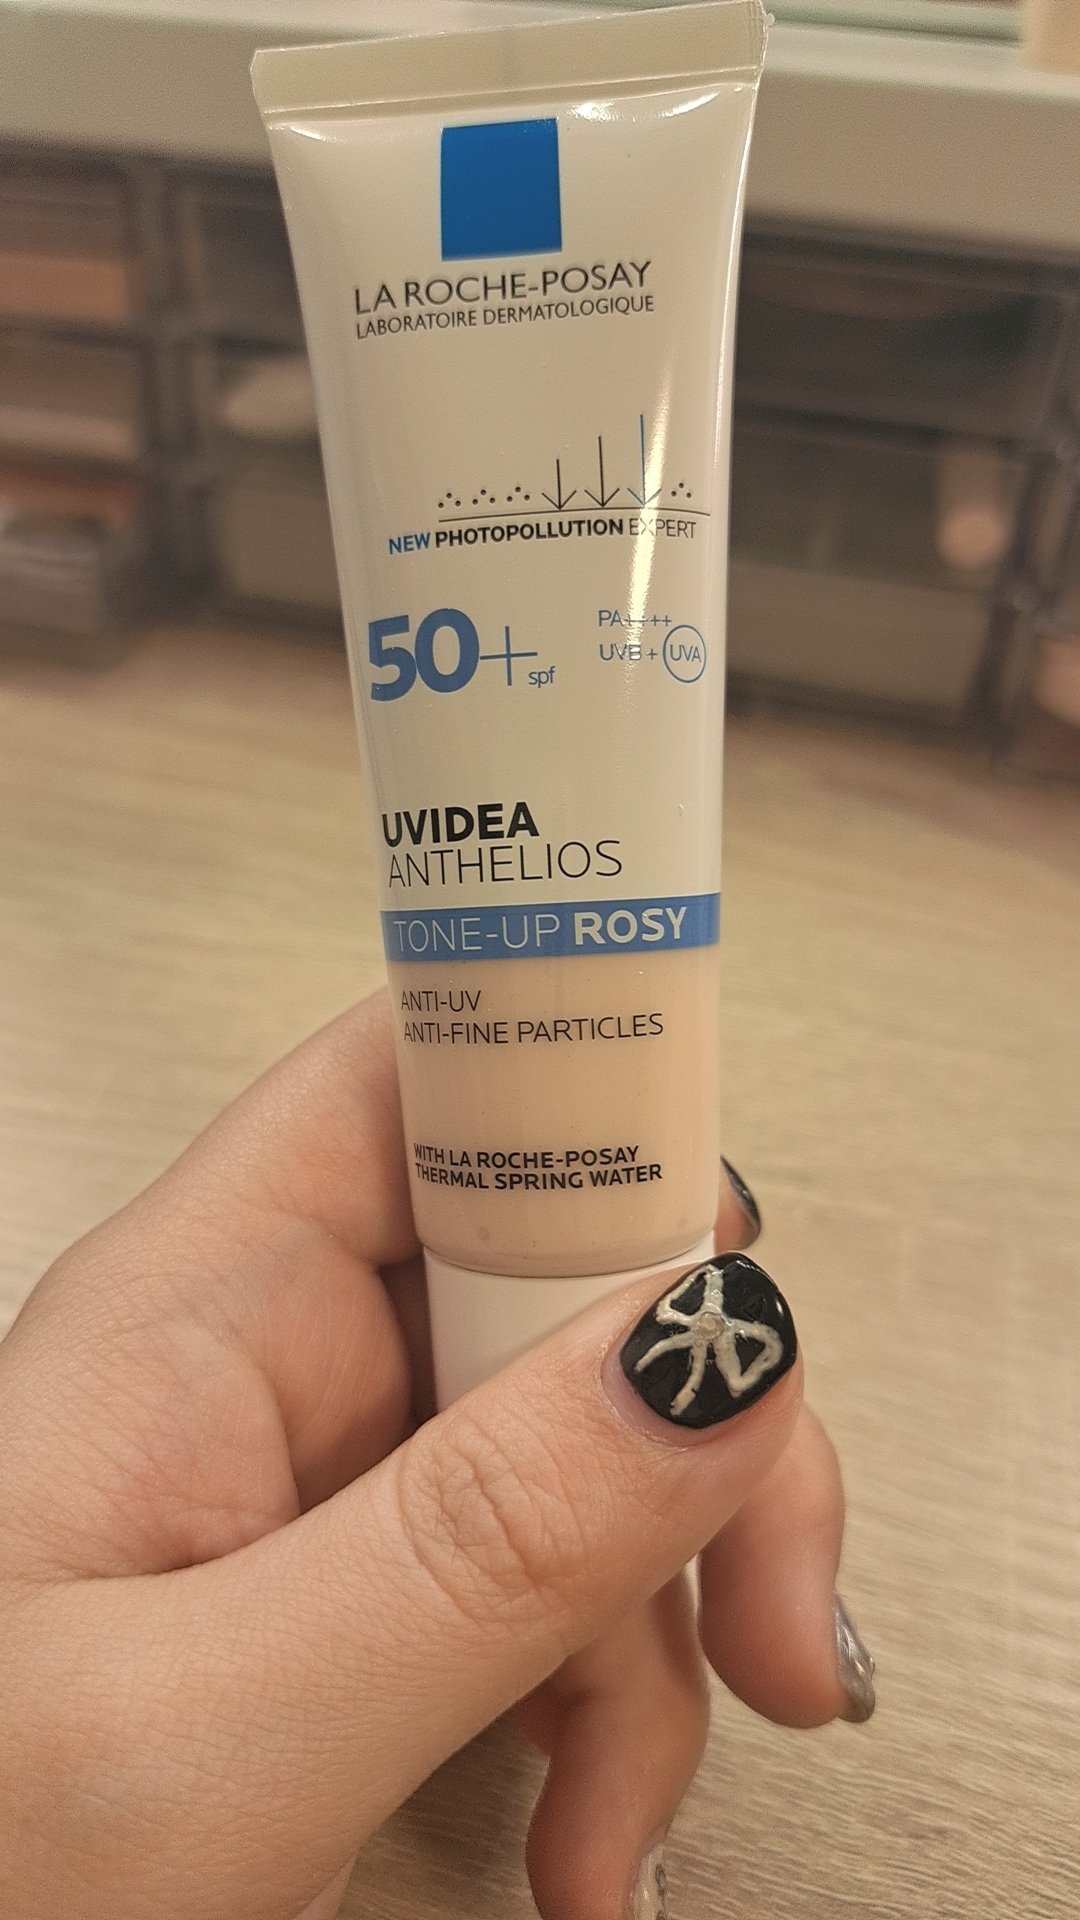 LA ROCHE-POSAY
LABORATOIRE DERMATOLOGIQUE
NEW PHOTOPOLLUTION EXPERT
50+ spf
PA++++
UVB + UVA
UVIDEA
ANTHELIOS
TONE-UP ROSY
ANTI-UV
ANTI-FINE PARTICLES
WITH LA ROCHE-POSAY
THERMAL SPRING WATER